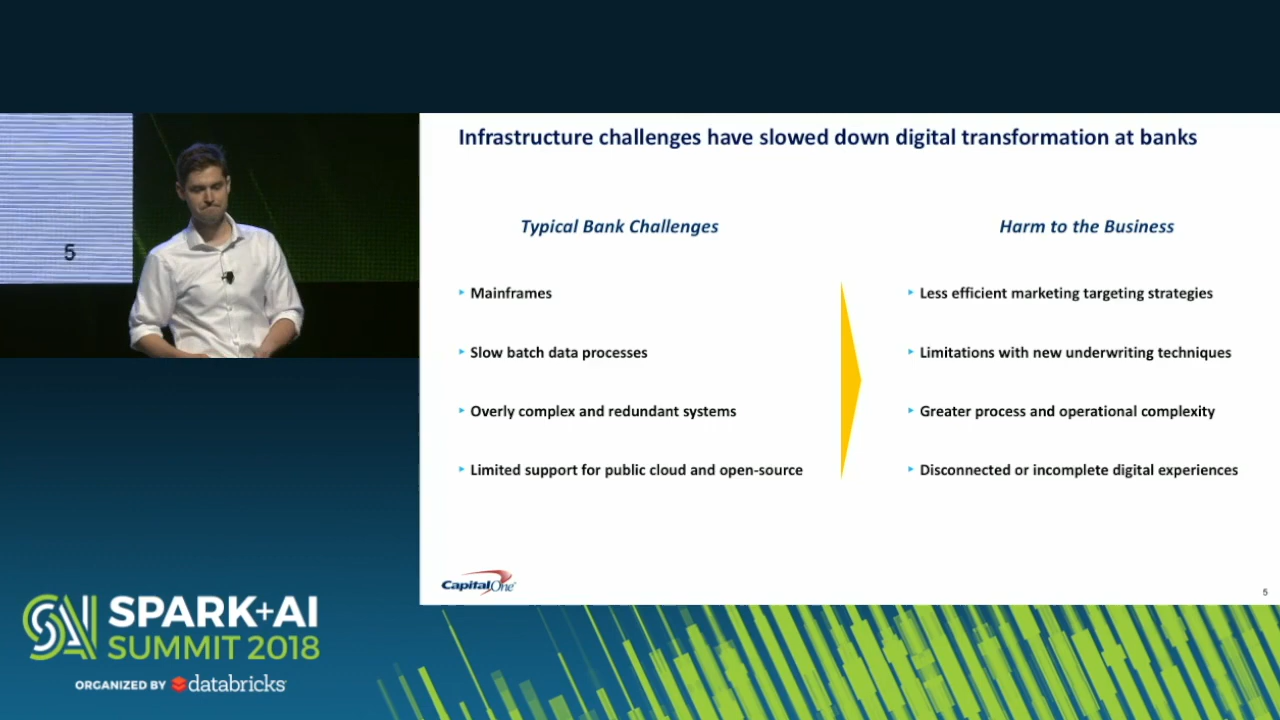 Infrastructure challenges have slowed down digital transformation at banks
Typical Bank Challenges
Harm to the Business
‣ Mainframes
‣ Less efficient marketing targeting strategies
‣ Slow batch data processes
‣ Limitations with new underwriting techniques
‣ Overly complex and redundant systems
‣ Greater process and operational complexity
‣ Limited support for public cloud and open-source
‣ Disconnected or incomplete digital experiences
5
CapitalOne
5
SPARK+AI
SUMMIT 2018
ORGANIZED BY databricks